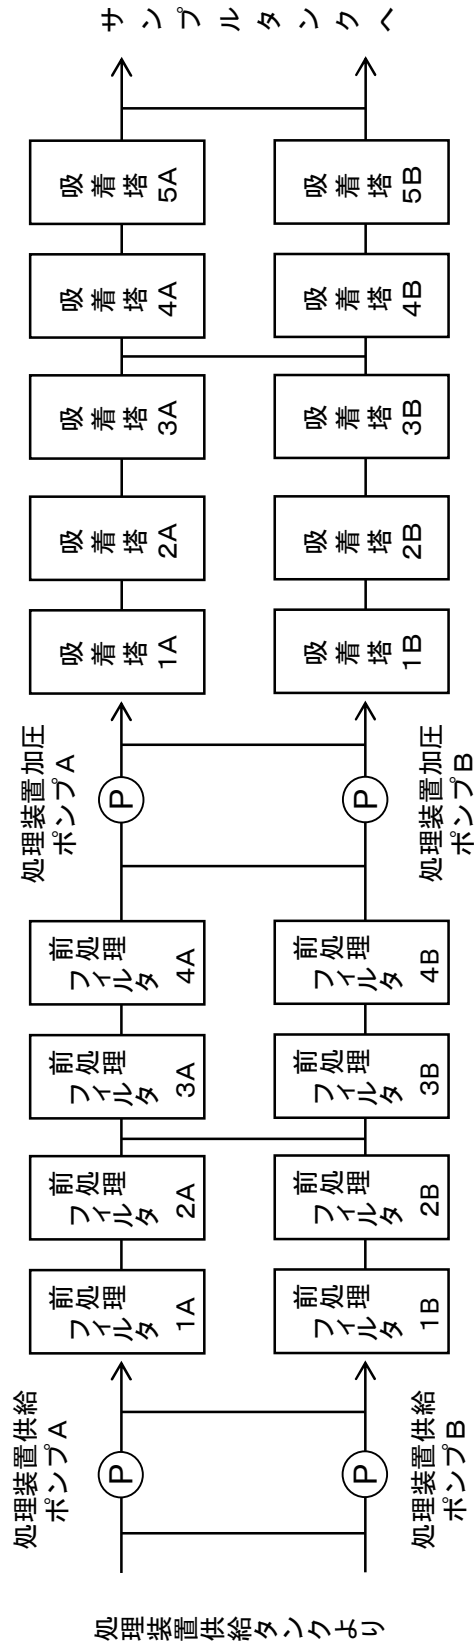 処理装置供給タンクより
処理装置供給
ポンプA
P
前処理
フィルタ
1A
前処理
フィルタ
2A
前処理
フィルタ
3A
前処理
フィルタ
4A
処理装置加圧
ポンプA
P
吸着塔
1A
吸着塔
2A
吸着塔
3A
吸着塔
4A
吸着塔
5A
処理装置供給
ポンプB
P
前処理
フィルタ
1B
前処理
フィルタ
2B
前処理
フィルタ
3B
前処理
フィルタ
4B
処理装置加圧
ポンプB
P
吸着塔
1B
吸着塔
2B
吸着塔
3B
吸着塔
4B
吸着塔
5B
サンプルタンクへ